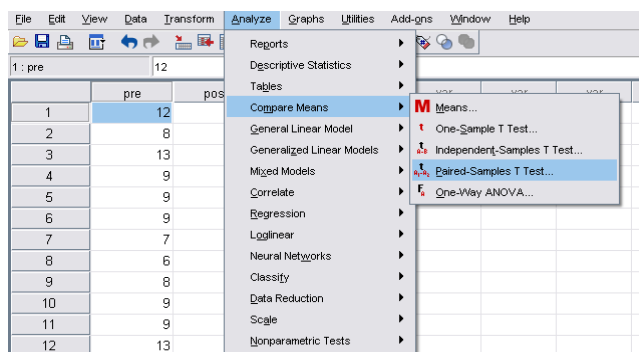 File Edit View Data Transform Analyze Graphs Utilities Add-ons Window Help
1 : pre 12
pre pos
1 12
2 8
3 13
4 9
5 9
6 9
7 7
8 6
9 8
10 9
11 9
12 13
Reports
Descriptive Statistics
Tables
Compare Means
General Linear Model
Generalized Linear Models
Mixed Models
Correlate
Regression
Loglinear
Neural Networks
Classify
Data Reduction
Scale
Nonparametric Tests
M Means...
t One-Sample T Test...
Independent-Samples T Test...
Paired-Samples T Test...
One-Way ANOVA...